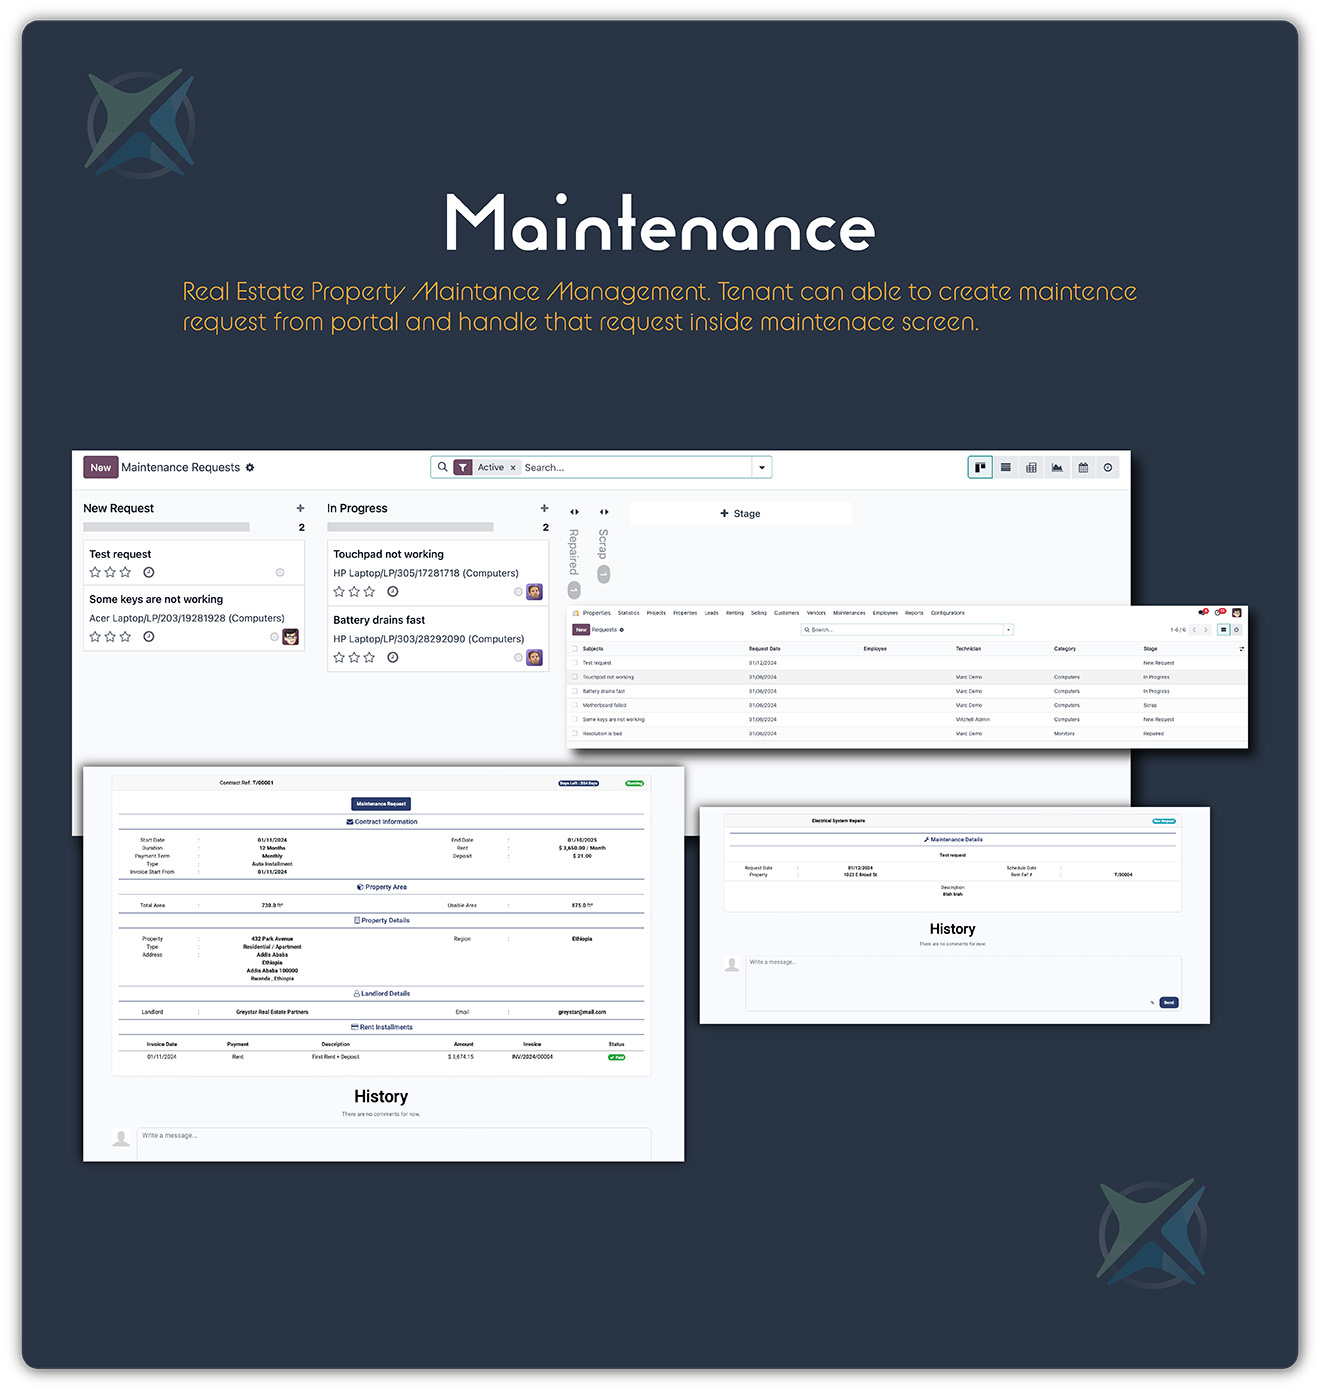 Maintenance
Real Estate Property Maintance Management. Tenant can able to create maintence
request from portal and handle that request inside maintenace screen.
New Maintenance Requests
Active × Search...
New Request
2
Test request
Some keys are not working
Acer Laptop/LP/203/19281928 (Computers)
In Progress
2
Touchpad not working
HP Laptop/LP/305/17281718 (Computers)
Battery drains fast
HP Laptop/LP/303/28292090 (Computers)
Repaired 1
Scrap 1
+ Stage
Properties Statistics Projects Properties Leads Renting Selling Customers Vendors Maintenances Employees Reports Configurations
New Requests Search... 1-6 / 6
Subjects Request Date Employee Technician Category Stage
Test request 01/12/2024 New Request
Touchpad not working 01/06/2024 Marc Demo Computers In Progress
Battery drains fast 01/06/2024 Marc Demo Computers In Progress
Motherboard failed 01/06/2024 Marc Demo Computers Scrap
Some keys are not working 01/06/2024 Mitchell Admin Computers New Request
Resolution is bad 01/06/2024 Marc Demo Monitors Repaired
Contract Ref. T/00001 Running
Maintenance Request
Contract Information
Start Date : 01/11/2024 End Date : 01/10/2025
Duration : 12 Months Rent : $ 3,650.00 / Month
Payment Term : Monthly Deposit : $ 21.00
Type : Auto Installment
Invoice Start From : 01/11/2024
Property Area
Total Area : 730.0 ft² Usable Area : 875.0 ft²
Property Details
Property : 432 Park Avenue Region : Ethiopia
Type : Residential / Apartment
Address : Addis Ababa
Ethiopia
Addis Ababa 100000
Rwanda , Ethiopia
Landlord Details
Landlord : Greystar Real Estate Partners Email : greystar@mail.com
Rent Installments
Invoice Date Payment Description Amount Invoice Status
01/11/2024 Rent First Rent + Deposit $ 3,674.15 INV/2024/00004 Paid
History
There are no comments for now.
Write a message...
Electrical System Repairs New Request
Maintenance Details
Test request
Request Date : 01/12/2024 Schedule Date :
Property : 1023 E Broad St Rent Ref # : T/00004
Description
Blah blah
History
There are no comments for now.
Write a message...
Send